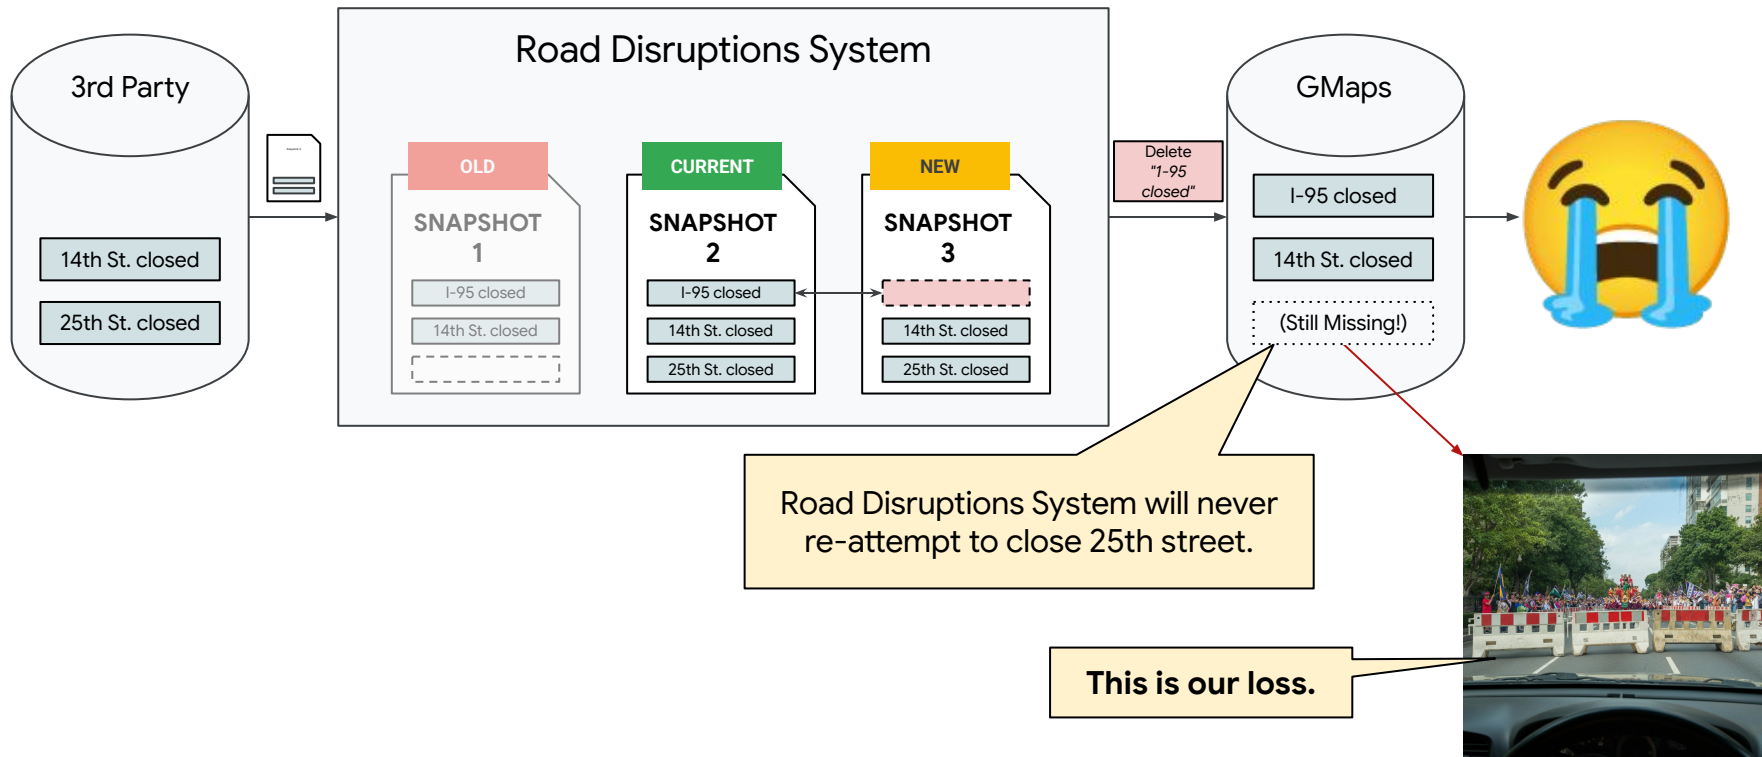 Road Disruptions System
3rd Party
14th St. closed
25th St. closed
OLD
SNAPSHOT
1
I-95 closed
14th St. closed
CURRENT
SNAPSHOT
2
I-95 closed
14th St. closed
25th St. closed
NEW
SNAPSHOT
3
14th St. closed
25th St. closed
Delete
"1-95
closed"
GMaps
I-95 closed
14th St. closed
(Still Missing!)
Road Disruptions System will never
re-attempt to close 25th street.
This is our loss.